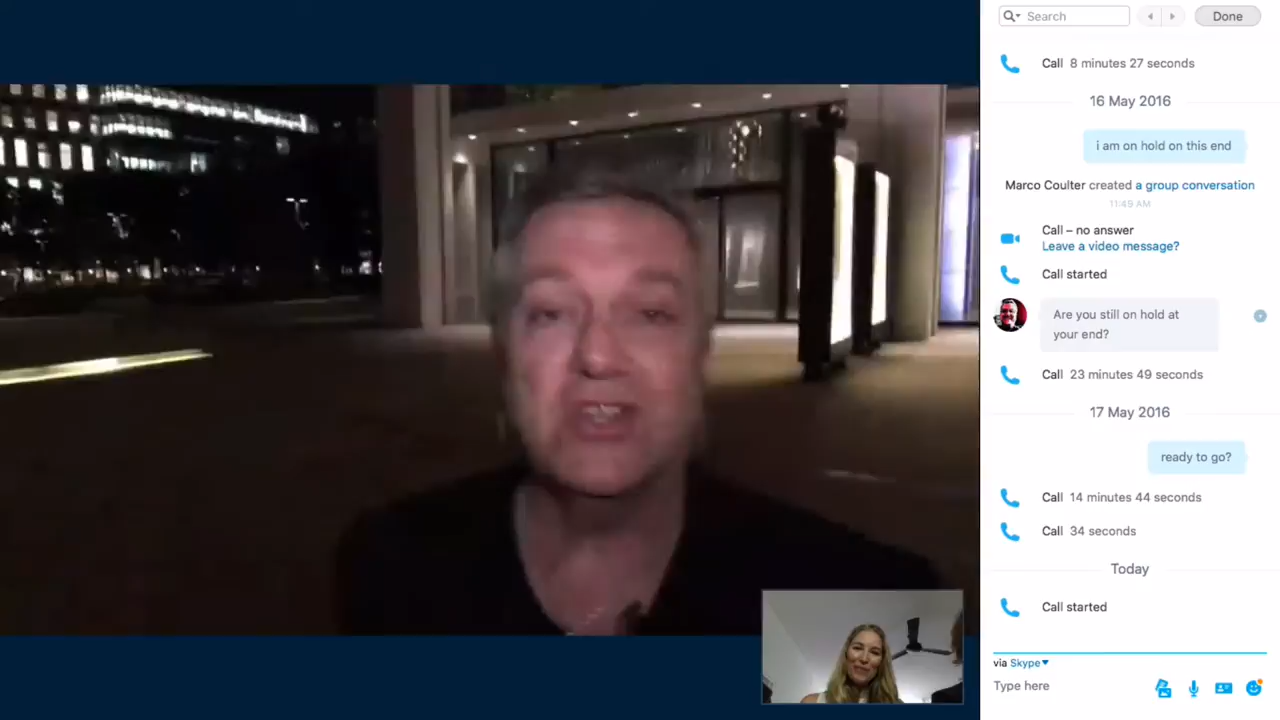 Search
Done
Call 8 minutes 27 seconds
16 May 2016
i am on hold on this end
Marco Coulter created a group conversation
11:49 AM
Call – no answer
Leave a video message?
Call started
Are you still on hold at
your end?
Call 23 minutes 49 seconds
17 May 2016
ready to go?
Call 14 minutes 44 seconds
Call 34 seconds
Today
Call started
via Skype
Type here